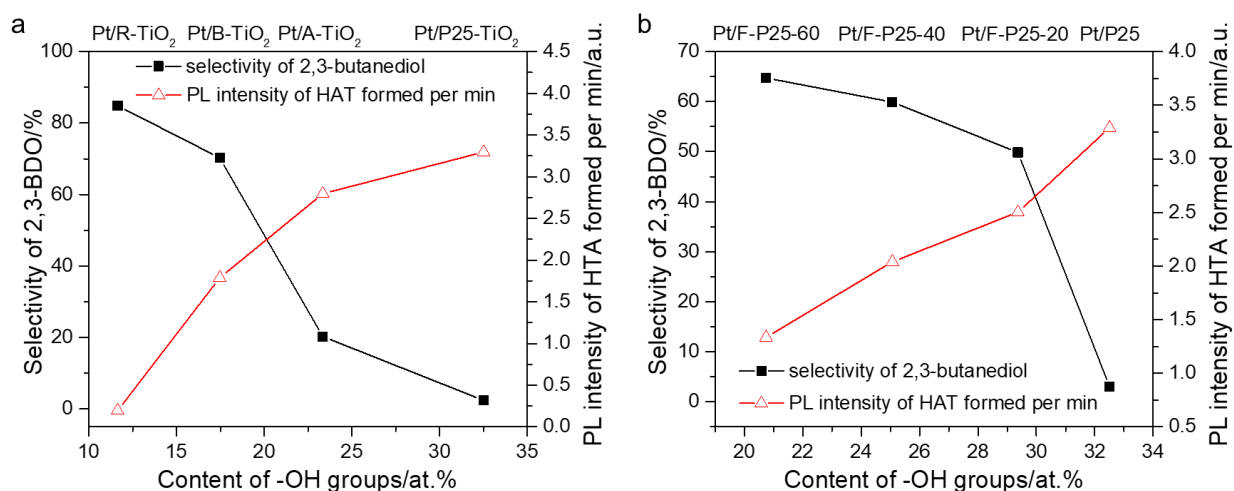 a
Pt/R-TiO₂ Pt/B-TiO₂ Pt/A-TiO₂ Pt/P25-TiO₂
selectivity of 2,3-butanediol
PL intensity of HAT formed per min
Selectivity of 2,3-BDO/%
100
80
60
40
20
0
PL intensity of HTA formed per min/a.u.
4.5
4.0
3.5
3.0
2.5
2.0
1.5
1.0
0.5
0.0
10 15 20 25 30 35
Content of -OH groups/at.%
b
Pt/F-P25-60 Pt/F-P25-40 Pt/F-P25-20 Pt/P25
Selectivity of 2,3-BDO/%
70
60
50
40
30
20
10
0
PL intensity of HTA formed per min/a.u.
4.0
3.5
3.0
2.5
2.0
1.5
1.0
0.5
selectivity of 2,3-butanediol
PL intensity of HAT formed per min
20 22 24 26 28 30 32 34
Content of -OH groups/at.%